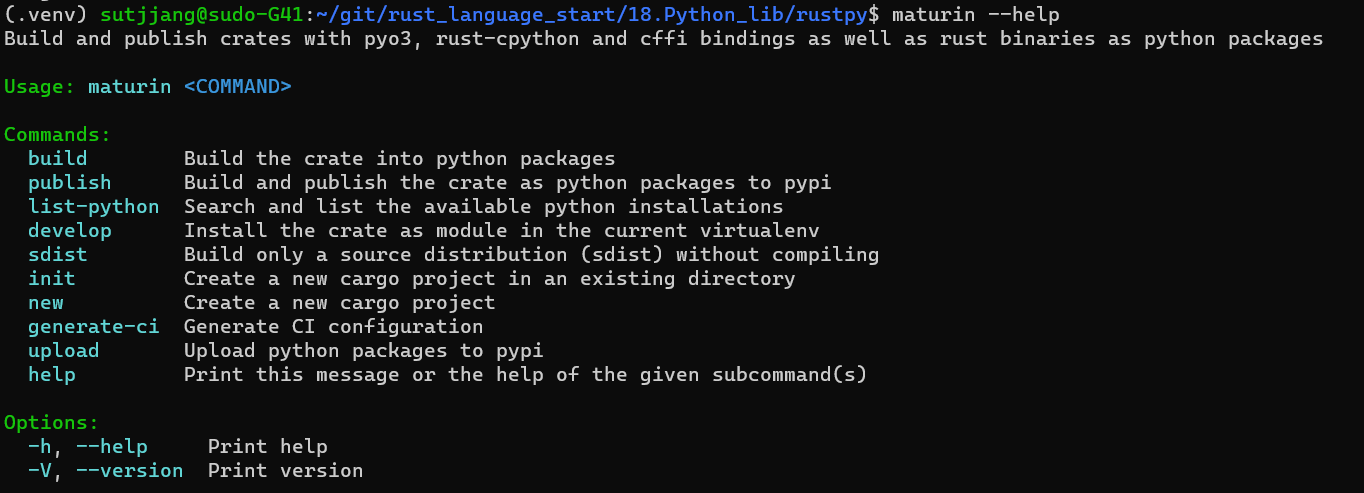 (.venv) sutjjang@sudo-G41:~/git/rust_language_start/18.Python_lib/rustpy$ maturin --help
Build and publish crates with pyo3, rust-cpython and cffi bindings as well as rust binaries as python packages
Usage: maturin <COMMAND>
Commands:
build Build the crate into python packages
publish Build and publish the crate as python packages to pypi
list-python Search and list the available python installations
develop Install the crate as module in the current virtualenv
sdist Build only a source distribution (sdist) without compiling
init Create a new cargo project in an existing directory
new Create a new cargo project
generate-ci Generate CI configuration
upload Upload python packages to pypi
help Print this message or the help of the given subcommand(s)
Options:
-h, --help Print help
-V, --version Print version